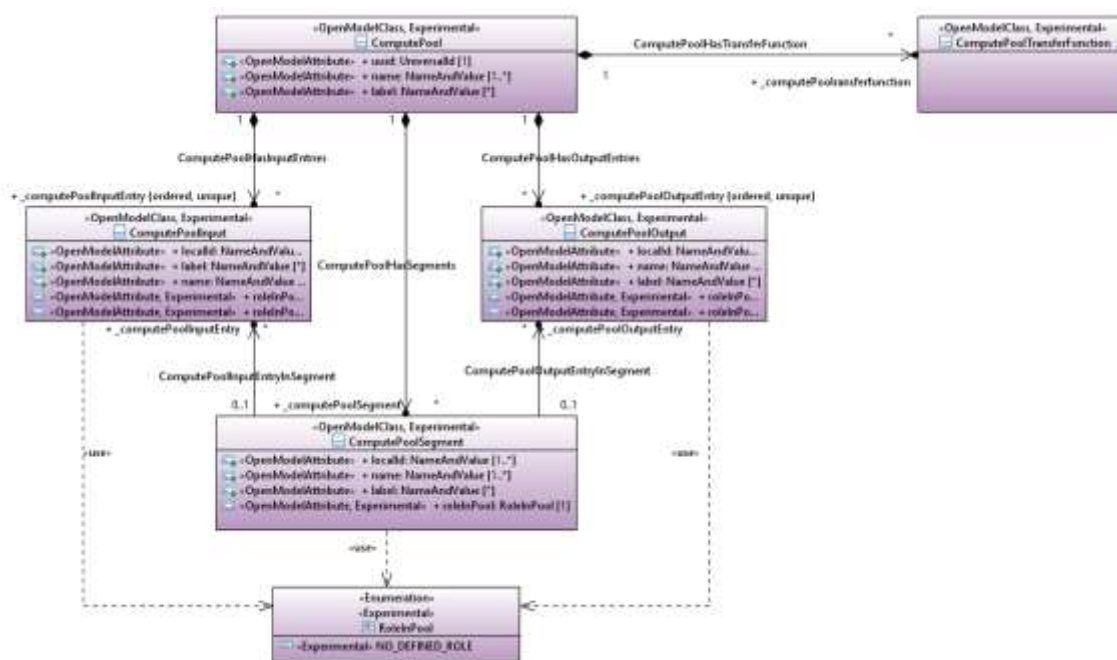 «OpenModelClass, Experimental»
ComputePool
«OpenModelAttribute» + uuid: UniversalId [1]
«OpenModelAttribute» + name: NameAndValue [1..*]
«OpenModelAttribute» + label: NameAndValue [*]
ComputePoolHasTransferFunction
*
1
+ _computePooltransferfunction
«OpenModelClass, Experimental»
ComputePoolTransferFunction
1
1
1
ComputePoolHasInputEntries
ComputePoolHasOutputEntries
+ _computePoolInputEntry {ordered, unique}
*
*
+ _computePoolOutputEntry {ordered, unique}
«OpenModelClass, Experimental»
ComputePoolInput
«OpenModelAttribute» + localId: NameAndValu...
«OpenModelAttribute» + label: NameAndValue [*]
«OpenModelAttribute» + name: NameAndValue ...
«OpenModelAttribute, Experimental» + roleInPo...
«OpenModelAttribute, Experimental» + roleInPo...
ComputePoolHasSegments
«OpenModelClass, Experimental»
ComputePoolOutput
«OpenModelAttribute» + localId: NameAndValu...
«OpenModelAttribute» + name: NameAndValue ...
«OpenModelAttribute» + label: NameAndValue [*]
«OpenModelAttribute, Experimental» + roleInPo...
«OpenModelAttribute, Experimental» + roleInPo...
+ _computePoolInputEntry
*
*
+ _computePoolOutputEntry
ComputePoolInputEntryInSegment
ComputePoolOutputEntryInSegment
0..1
+ _computePoolSegment
*
0..1
«OpenModelClass, Experimental»
ComputePoolSegment
«OpenModelAttribute» + localId: NameAndValue [1..*]
«OpenModelAttribute» + name: NameAndValue [1..*]
«OpenModelAttribute» + label: NameAndValue [*]
«OpenModelAttribute, Experimental» + roleInPool: RoleInPool [1]
«use»
«use»
«use»
«Enumeration»
«Experimental»
RoleInPool
«Experimental» NO_DEFINED_ROLE